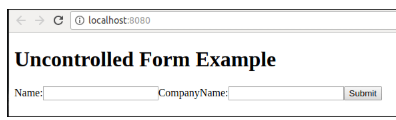 localhost:8080
Uncontrolled Form Example
Name: CompanyName: Submit